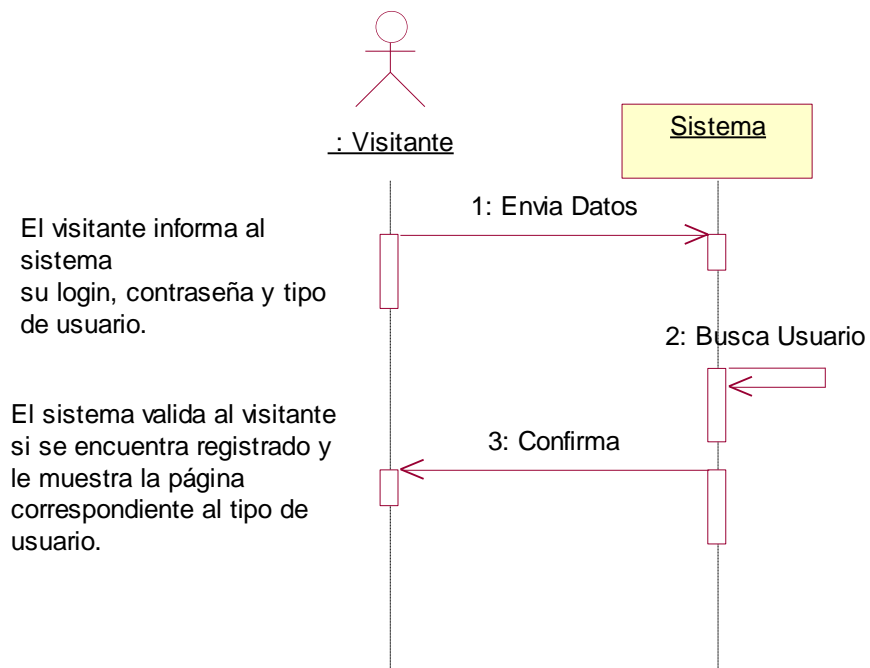 : Visitante
Sistema
1: Envia Datos
El visitante informa al
sistema
su login, contraseña y tipo
de usuario.
2: Busca Usuario
El sistema valida al visitante
si se encuentra registrado y
le muestra la página
correspondiente al tipo de
usuario.
3: Confirma